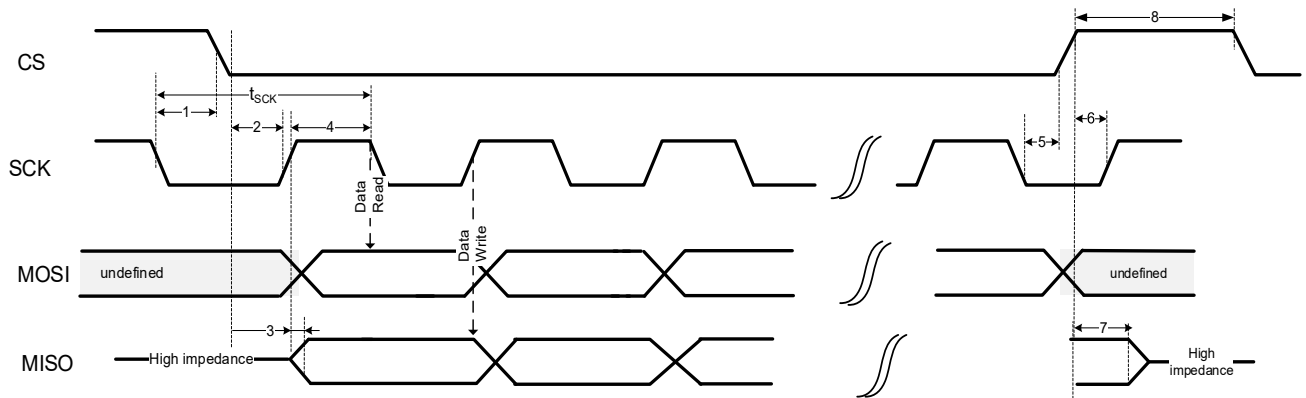 8
CS
t_SCK
1
2
4
5
6
SCK
Data
Read
Data
Write
MOSI
undefined
undefined
3
7
MISO
High impedance
High
impedance